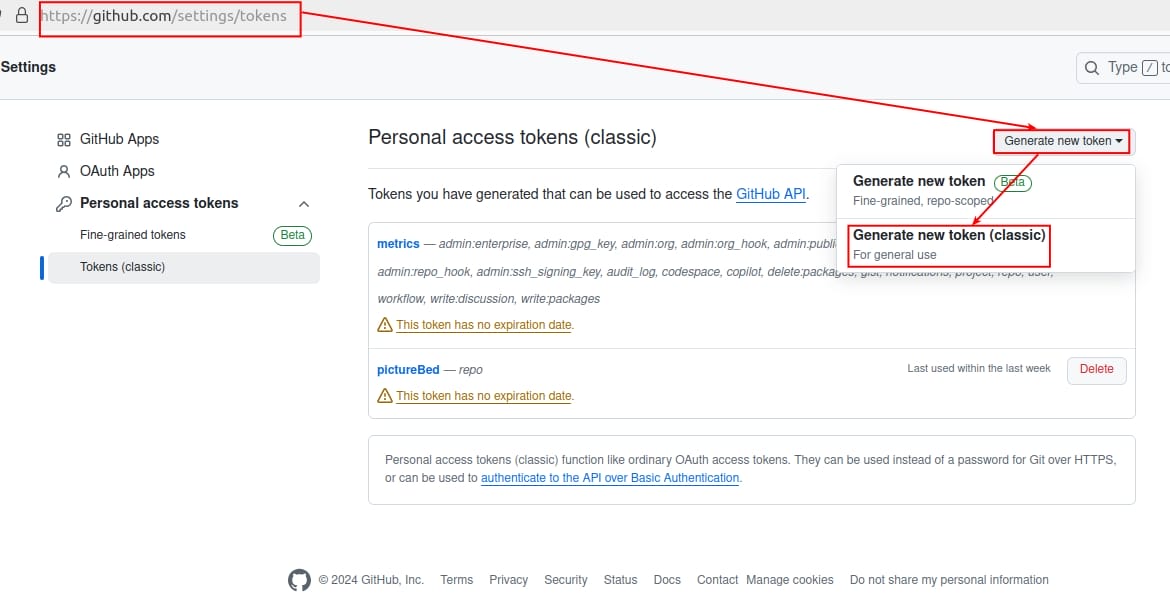 https://github.com/settings/tokens
Settings
Type / to
GitHub Apps
OAuth Apps
Personal access tokens
Fine-grained tokens Beta
Tokens (classic)
Personal access tokens (classic)
Generate new token
Tokens you have generated that can be used to access the GitHub API.
Generate new token Beta
Fine-grained, repo-scoped
Generate new token (classic)
For general use
metrics — admin:enterprise, admin:gpg_key, admin:org, admin:org_hook,
admin:repo_hook, admin:ssh_signing_key, audit_log, codespace, copilot, delete:packages, gist, notifications, project, repo, user,
workflow, write:discussion, write:packages
This token has no expiration date.
pictureBed — repo
Last used within the last week
Delete
This token has no expiration date.
Personal access tokens (classic) function like ordinary OAuth access tokens. They can be used instead of a password for Git over HTTPS,
or can be used to authenticate to the API over Basic Authentication.
© 2024 GitHub, Inc. Terms Privacy Security Status Docs Contact Manage cookies Do not share my personal information